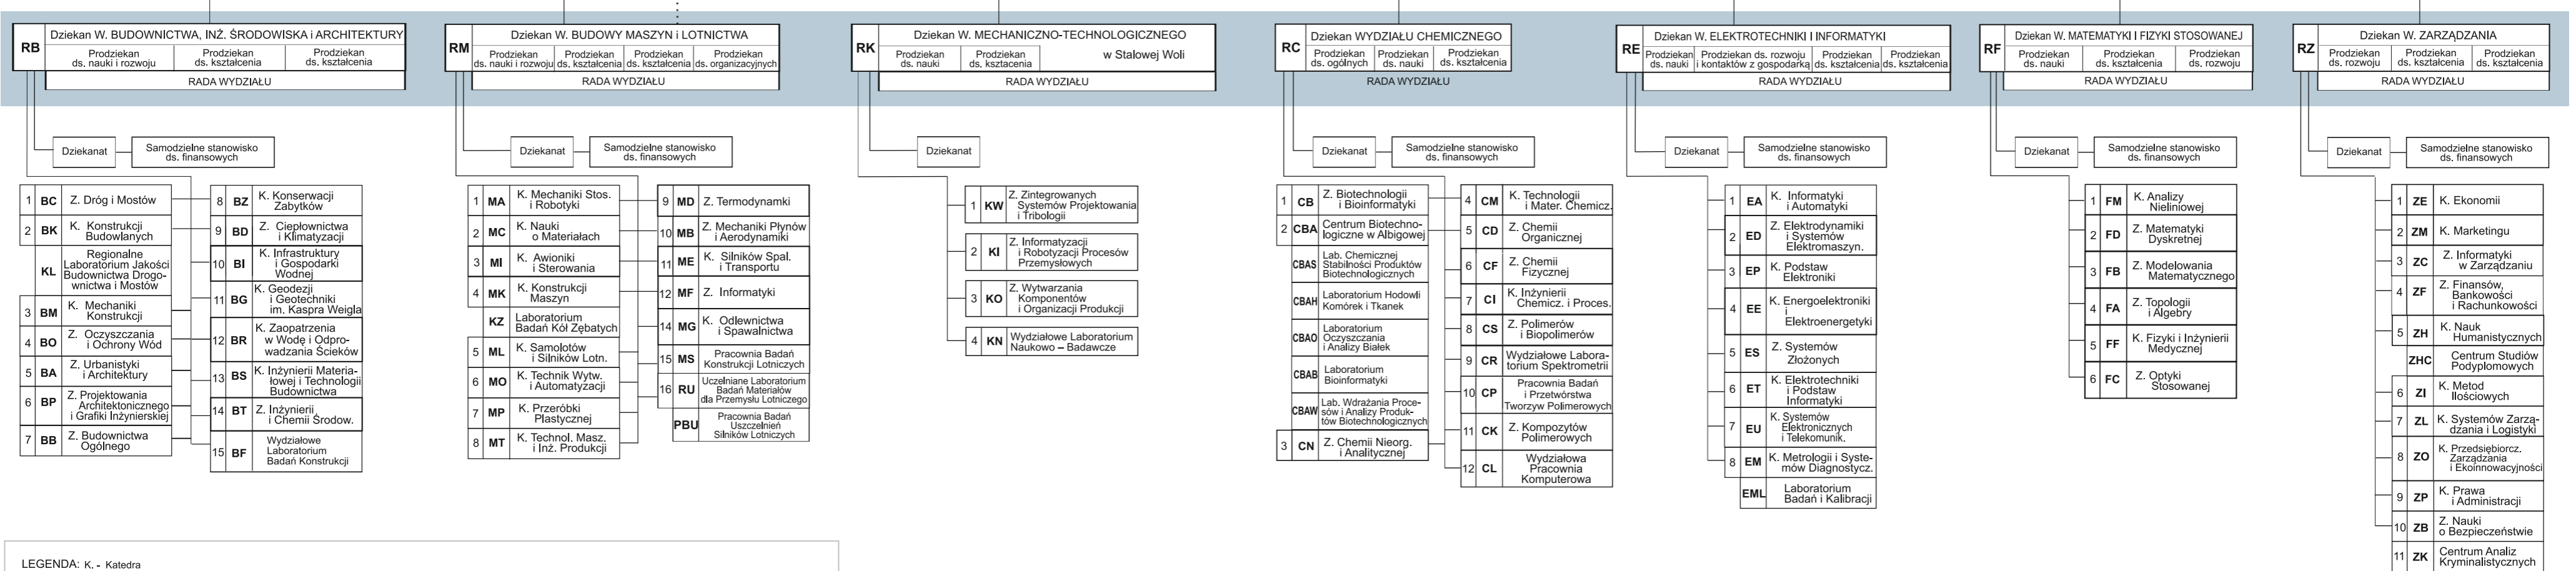 RB
Dziekan W. BUDOWNICTWA, INŻ. ŚRODOWISKA i ARCHITEKTURY
Prodziekan
ds. nauki i rozwoju
Prodziekan
ds. kształcenia
Prodziekan
ds. kształcenia
RADA WYDZIAŁU
Dziekanat
Samodzielne stanowisko
ds. finansowych
1 BC Z. Dróg i Mostów
2 BK K. Konstrukcji
Budowlanych
KL Regionalne
Laboratorium Jakości
Budownictwa Drogo-
wnictwa i Mostów
3 BM K. Mechaniki
Konstrukcji
4 BO Z. Oczyszczania
i Ochrony Wód
5 BA Z. Urbanistyki
i Architektury
6 BP Z. Projektowania
Architektonicznego
i Grafiki Inżynierskiej
7 BB Z. Budownictwa
Ogólnego
8 BZ K. Konserwacji
Zabytków
9 BD Z. Ciepłownictwa
i Klimatyzacji
10 BI K. Infrastruktury
i Gospodarki
Wodnej
11 BG K. Geodezji
i Geotechniki
im. Kaspra Weigla
12 BR K. Zaopatrzenia
w Wodę i Odpro-
wadzania Ścieków
13 BS K. Inżynierii Materia-
łowej i Technologii
Budownictwa
14 BT Z. Inżynierii
i Chemii Środow.
15 BF Wydziałowe
Laboratorium
Badań Konstrukcji
RM
Dziekan W. BUDOWY MASZYN i LOTNICTWA
Prodziekan
ds. nauki i rozwoju
Prodziekan
ds. kształcenia
Prodziekan
ds. kształcenia
Prodziekan
ds. organizacyjnych
RADA WYDZIAŁU
Dziekanat
Samodzielne stanowisko
ds. finansowych
1 MA K. Mechaniki Stos.
i Robotyki
2 MC K. Nauki
o Materiałach
3 MI K. Awioniki
i Sterowania
4 MK K. Konstrukcji
Maszyn
KZ Laboratorium
Badań Kół Zębatych
5 ML K. Samolotów
i Silników Lotn.
6 MO K. Technik Wytw.
i Automatyzacji
7 MP K. Przeróbki
Plastycznej
8 MT K. Technol. Masz.
i Inż. Produkcji
9 MD Z. Termodynamki
10 MB Z. Mechaniki Płynów
i Aerodynamiki
11 ME K. Silników Spal.
i Transportu
12 MF Z. Informatyki
14 MG K. Odlewnictwa
i Spawalnictwa
15 MS Pracownia Badań
Konstrukcji Lotniczych
16 RU Uczelniane Laboratorium
Badań Materiałów
dla Przemysłu Lotniczego
PBU Pracownia Badań
Uszczelnień
Silników Lotniczych
RK
Dziekan W. MECHANICZNO-TECHNOLOGICZNEGO
Prodziekan
ds. nauki
Prodziekan
ds. kształcenia
w Stalowej Woli
RADA WYDZIAŁU
Dziekanat
1 KW Z. Zintegrowanych
Systemów Projektowania
i Tribologii
2 KI Z. Informatyzacji
i Robotyzacji Procesów
Przemysłowych
3 KO Z. Wytwarzania
Komponentów
i Organizacji Produkcji
4 KN Wydziałowe Laboratorium
Naukowo – Badawcze
RC
Dziekan WYDZIAŁU CHEMICZNEGO
Prodziekan
ds. ogólnych
Prodziekan
ds. nauki
Prodziekan
ds. kształcenia
RADA WYDZIAŁU
Dziekanat
Samodzielne stanowisko
ds. finansowych
1 CB Z. Biotechnologii
i Bioinformatyki
2 CBA Centrum Biotechno-
logiczne w Albigowej
CBAS Lab. Chemicznej
Stabilności Produktów
Biotechnologicznych
CBAH Laboratorium Hodowli
Komórek i Tkanek
CBAO Laboratorium
Oczyszczania
i Analizy Białek
CBAB Laboratorium
Bioinformatyki
CBAW Lab. Wdrażania Proce-
sów i Analizy Produk-
tów Biotechnologicznych
3 CN Z. Chemii Nieorg.
i Analitycznej
4 CM K. Technologii
i Mater. Chemicz.
5 CD Z. Chemii
Organicznej
6 CF Z. Chemii
Fizycznej
7 CI K. Inżynierii
Chemicz. i Proces.
8 CS Z. Polimerów
i Biopolimerów
9 CR Wydziałowe Labora-
torium Spektrometrii
10 CP Pracownia Badań
i Przetwórstwa
Tworzyw Polimerowych
11 CK Z. Kompozytów
Polimerowych
12 CL Wydziałowa
Pracownia
Komputerowa
RE
Dziekan W. ELEKTROTECHNIKI I INFORMATYKI
Prodziekan
ds. nauki
Prodziekan ds. rozwoju
i kontaktów z gospodarką
Prodziekan
ds. kształcenia
Prodziekan
ds. kształcenia
RADA WYDZIAŁU
Dziekanat
Samodzielne stanowisko
ds. finansowych
1 EA K. Informatyki
i Automatyki
2 ED Z. Elektrodynamiki
i Systemów
Elektromaszyn.
3 EP K. Podstaw
Elektroniki
4 EE K. Energoelektroniki
i
Elektroenergetyki
5 ES Z. Systemów
Złożonych
6 ET K. Elektrotechniki
i Podstaw
Informatyki
7 EU K. Systemów
Elektronicznych
i Telekomunik.
8 EM K. Metrologii i Syste-
mów Diagnostycz.
EML Laboratorium
Badań i Kalibracji
RF
Dziekan W. MATEMATYKI I FIZYKI STOSOWANEJ
Prodziekan
ds. nauki
Prodziekan
ds. kształcenia
Prodziekan
ds. rozwoju
RADA WYDZIAŁU
Dziekanat
Samodzielne stanowisko
ds. finansowych
1 FM K. Analizy
Nieliniowej
2 FD Z. Matematyki
Dyskretnej
3 FB Z. Modelowania
Matematycznego
4 FA Z. Topologii
i Algebry
5 FF K. Fizyki i Inżynierii
Medycznej
6 FC Z. Optyki
Stosowanej
RZ
Dziekan W. ZARZĄDZANIA
Prodziekan
ds. rozwoju
Prodziekan
ds. kształcenia
Prodziekan
ds. kształcenia
RADA WYDZIAŁU
Dziekanat
Samodzielne stanowisko
ds. finansowych
1 ZE K. Ekonomii
2 ZM K. Marketingu
3 ZC Z. Informatyki
w Zarządzaniu
4 ZF Z. Finansów,
Bankowości
i Rachunkowości
5 ZH K. Nauk
Humanistycznych
ZHC Centrum Studiów
Podyplomowych
6 ZI K. Metod
Ilościowych
7 ZL K. Systemów Zarzą-
dzania i Logistyki
8 ZO K. Przedsiębiorcz.
Zarządzania
i Ekoinnowacyjności
9 ZP K. Prawa
i Administracji
10 ZB Z. Nauki
o Bezpieczeństwie
11 ZK Centrum Analiz
Kryminalistycznych
LEGENDA: K. - Katedra